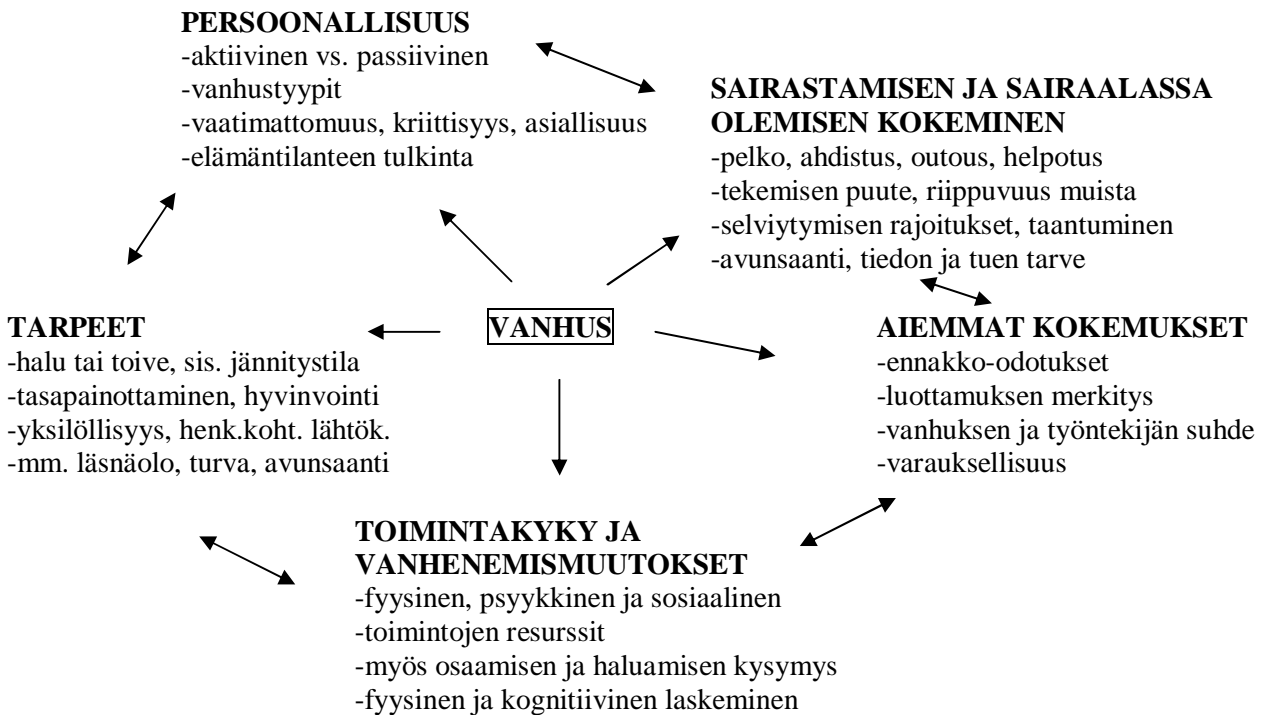 PERSOONALLISUUS
-aktiivinen vs. passiivinen
-vanhustyypit
-vaatimattomuus, kriittisyys, asiallisuus
-elämäntilanteen tulkinta
SAIRASTAMISEN JA SAIRAALASSA
OLEMISEN KOKEMINEN
-pelko, ahdistus, outous, helpotus
-tekemisen puute, riippuvuus muista
-selviytymisen rajoitukset, taantuminen
-avunsaanti, tiedon ja tuen tarve
TARPEET
-halu tai toive, sis. jännitystila
-tasapainottaminen, hyvinvointi
-yksilöllisyys, henk.koht. lähtök.
-mm. läsnäolo, turva, avunsaanti
VANHUS
AIEMMAT KOKEMUKSET
-ennakko-odotukset
-luottamuksen merkitys
-vanhuksen ja työntekijän suhde
-varauksellisuus
TOIMINTAKYKY JA
VANHENEMISMUUTOKSET
-fyysinen, psyykkinen ja sosiaalinen
-toimintojen resurssit
-myös osaamisen ja haluamisen kysymys
-fyysinen ja kognitiivinen laskeminen